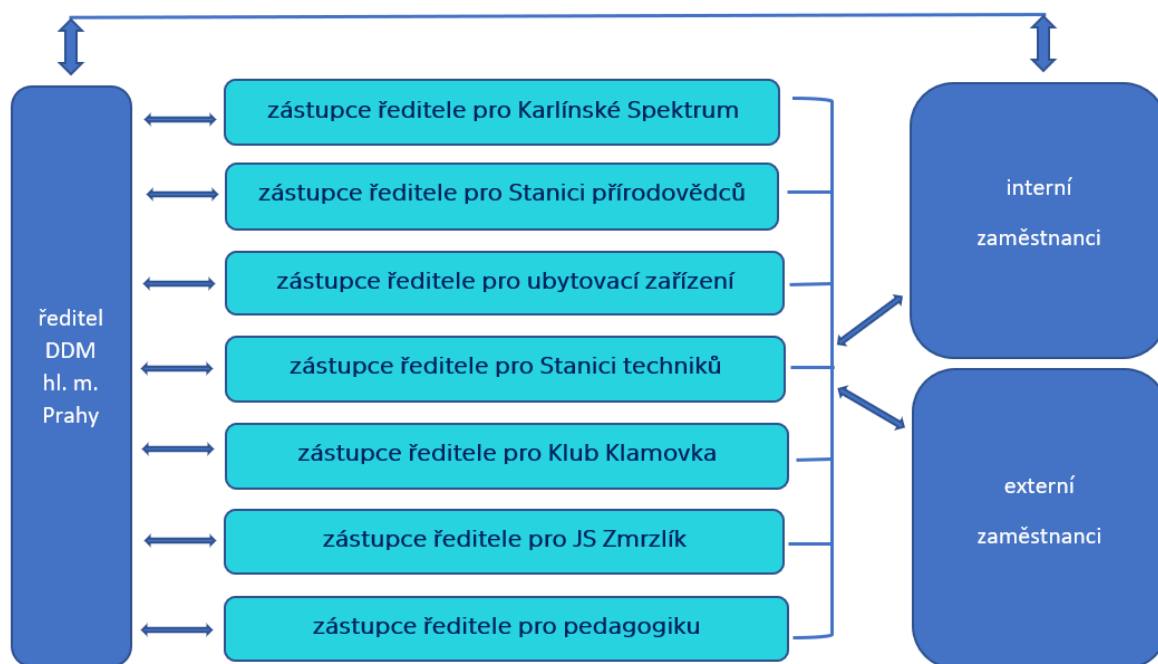 ředitel
DDM
hl. m.
Prahy
zástupce ředitele pro Karlínské Spektrum
zástupce ředitele pro Stanici přírodovědců
zástupce ředitele pro ubytovací zařízení
zástupce ředitele pro Stanici techniků
zástupce ředitele pro Klub Klamovka
zástupce ředitele pro JS Zmrzlík
zástupce ředitele pro pedagogiku
interní
zaměstnanci
externí
zaměstnanci